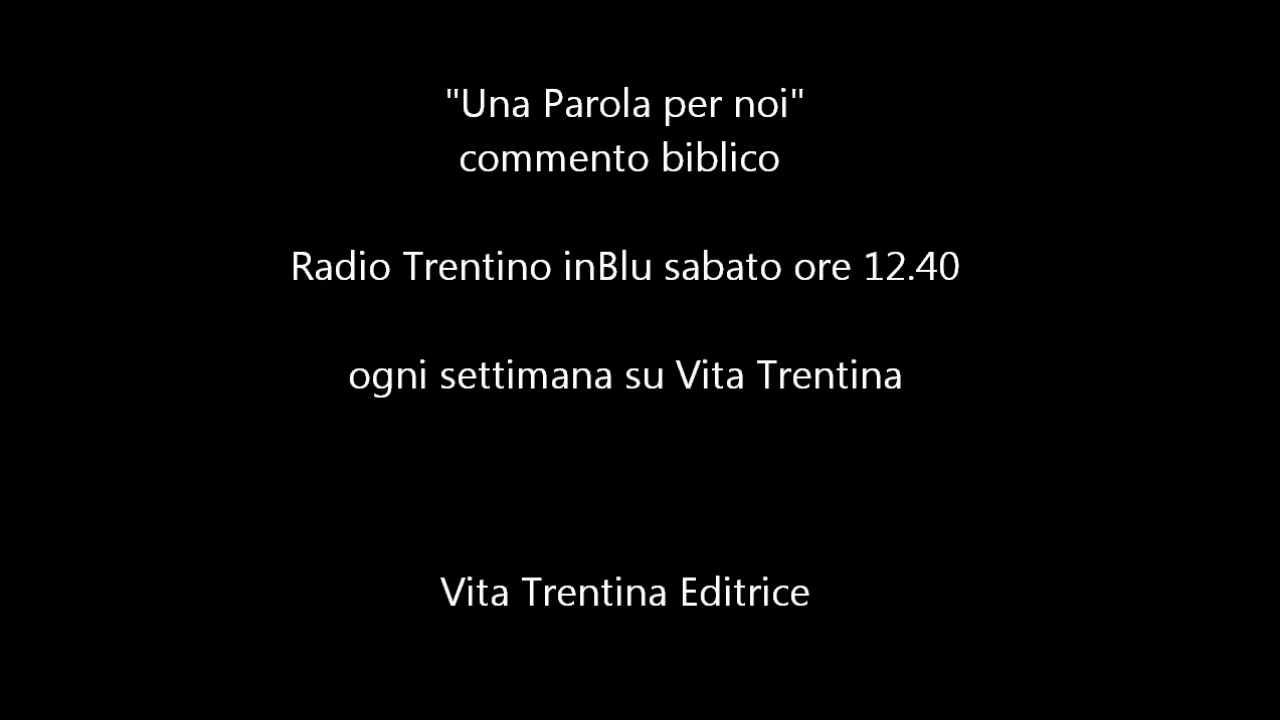 "Una Parola per noi"
commento biblico
Radio Trentino inBlu sabato ore 12.40
ogni settimana su Vita Trentina
Vita Trentina Editrice